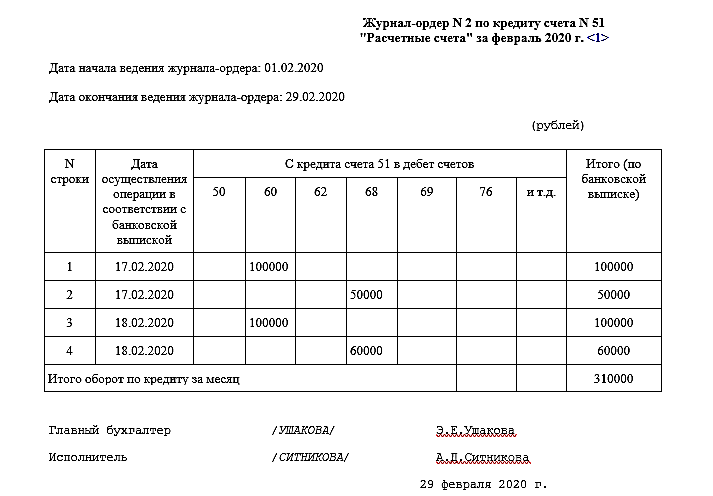 Журнал-ордер N 2 по кредиту счета N 51
"Расчетные счета" за февраль 2020 г. <1>
Дата начала ведения журнала-ордера: 01.02.2020
Дата окончания ведения журнала-ордера: 29.02.2020
(рублей)
N строки | Дата осуществления операции в соответствии с банковской выпиской | С кредита счета 51 в дебет счетов | Итого (по банковской выписке)
50 60 62 68 69 76 и т.д.
1 17.02.2020 100000 100000
2 17.02.2020 50000 50000
3 18.02.2020 100000 100000
4 18.02.2020 60000 60000
Итого оборот по кредиту за месяц 310000
Главный бухгалтер /УШАКОВА/ Э.Е.Ушакова
Исполнитель /СИТНИКОВА/ А.Д.Ситникова
29 февраля 2020 г.